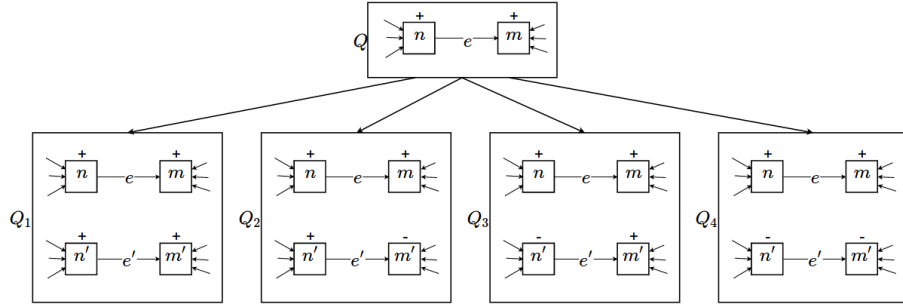 + +
Q n e m
+ + + + + + + +
n e m n e m n e m n e m
Q₁ Q₂ Q₃ Q₄
+ + + - - + - -
n′ e′ m′ n′ e′ m′ n′ e′ m′ n′ e′ m′